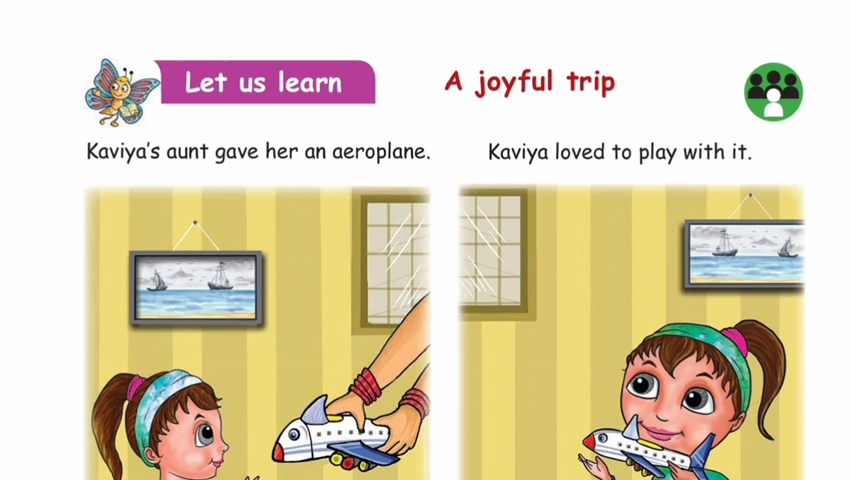 Let us learn
A joyful trip
Kaviya's aunt gave her an aeroplane.
Kaviya loved to play with it.